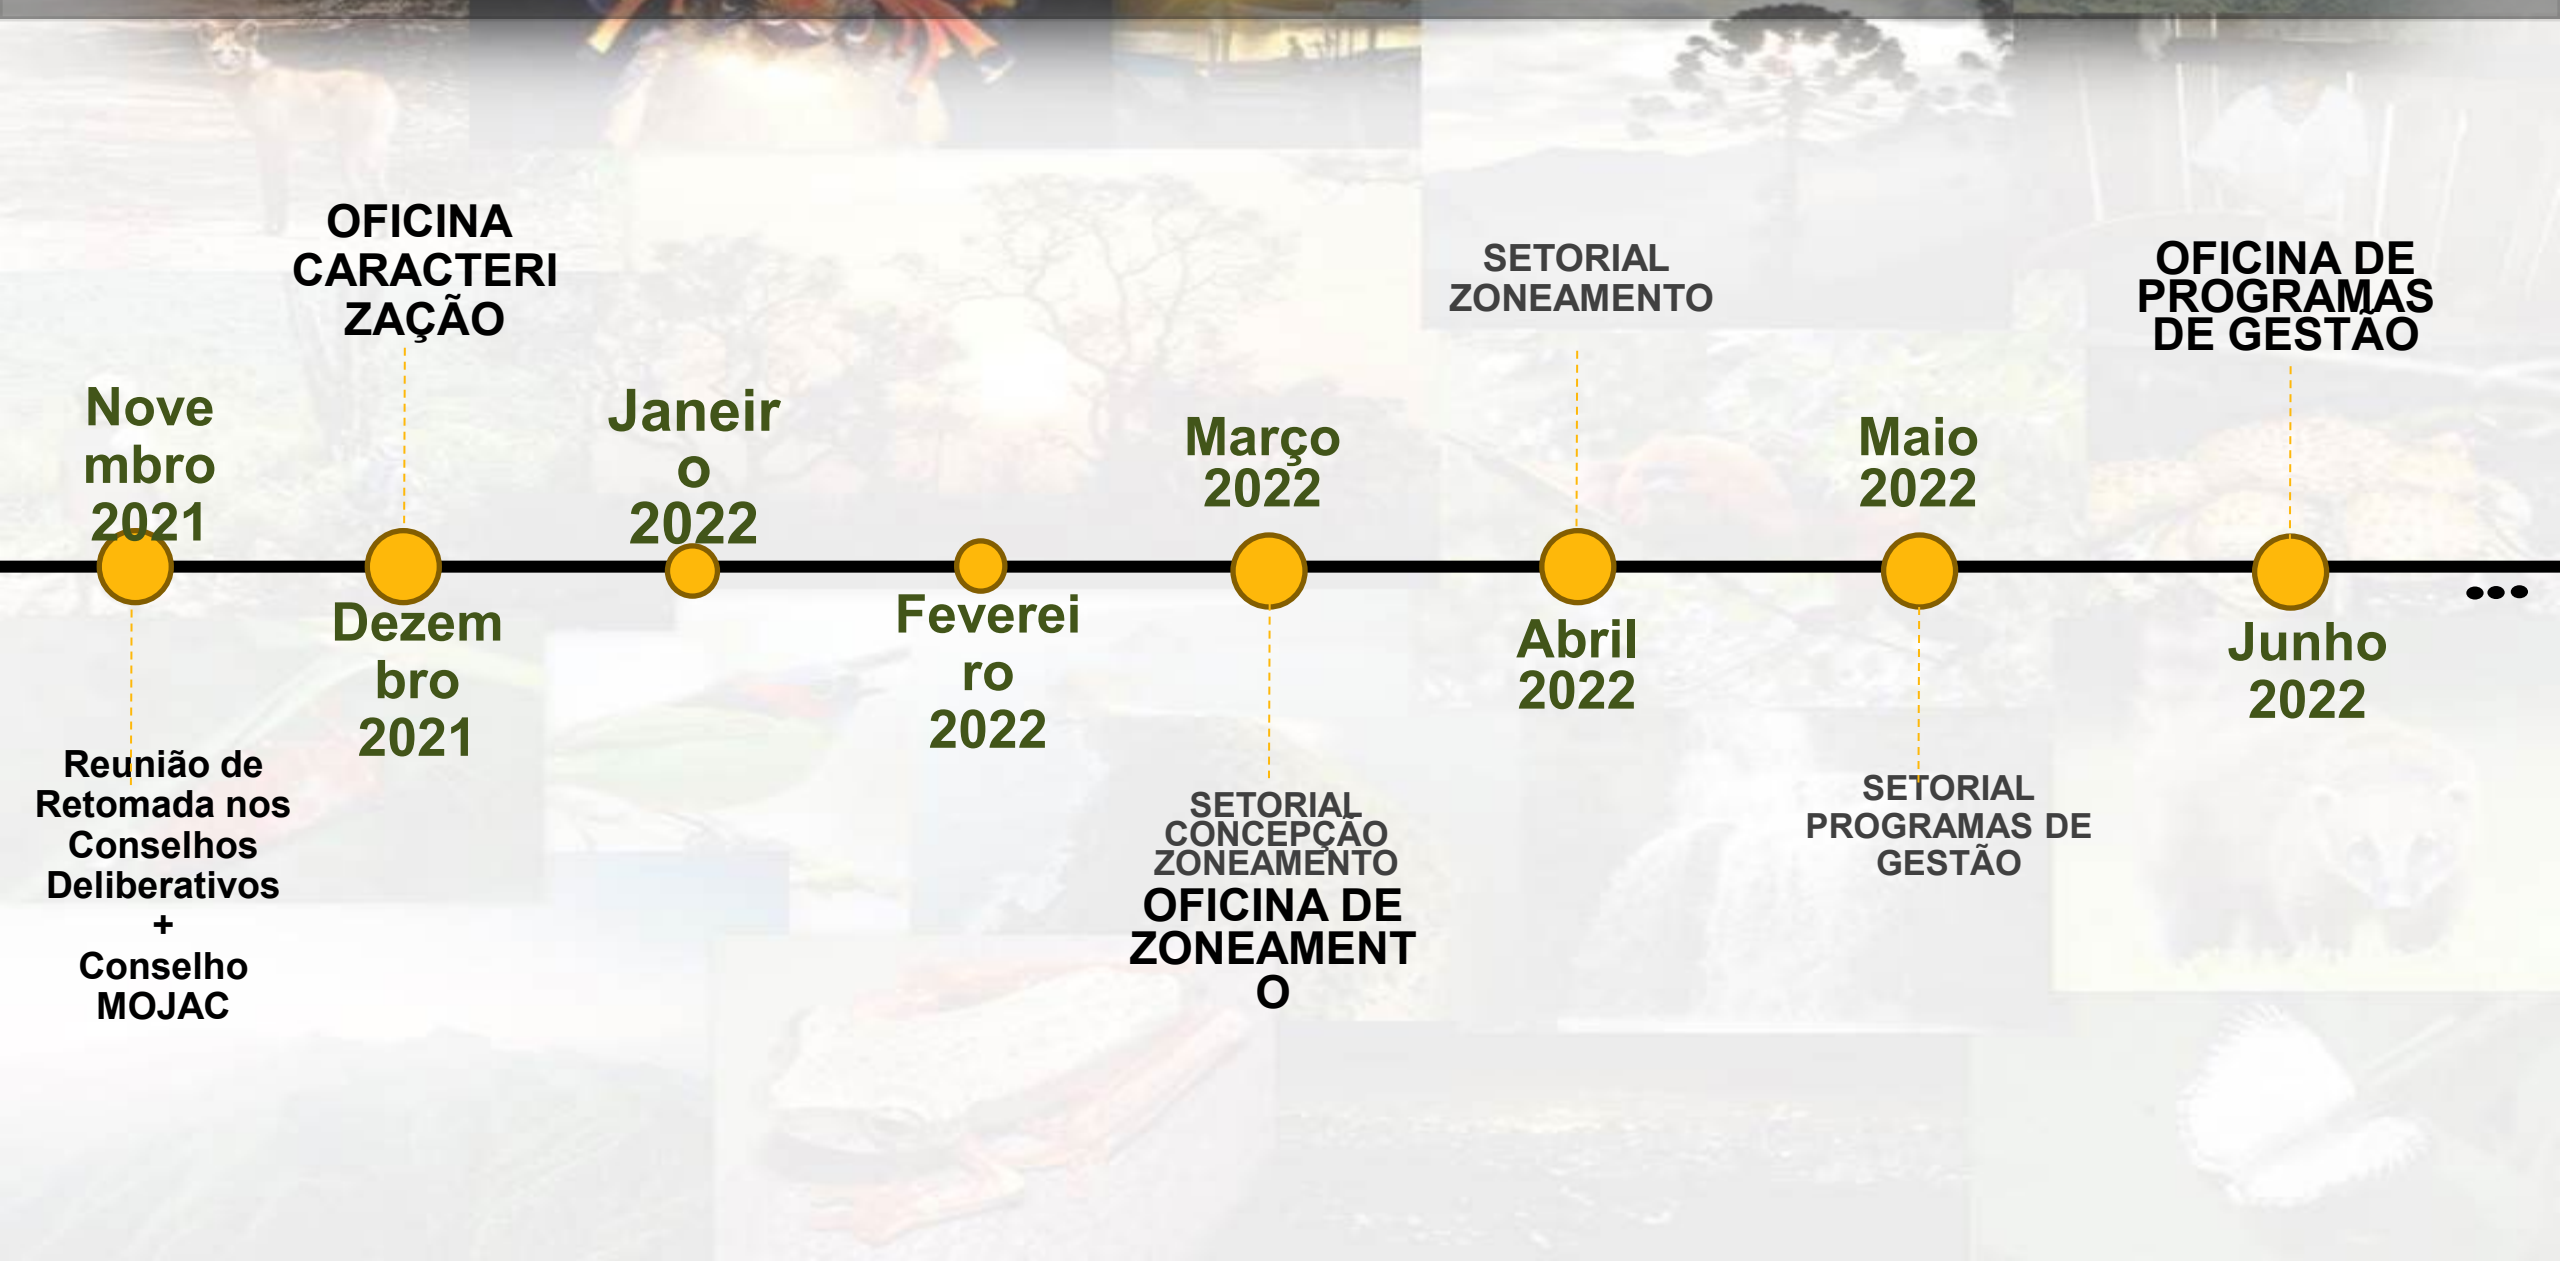 Nove
mbro
2021
Reunião de
Retomada nos
Conselhos
Deliberativos
+
Conselho
MOJAC
OFICINA
CARACTERI
ZAÇÃO
Dezem
bro
2021
Janeir
o
2022
Feverei
ro
2022
Março
2022
SETORIAL
CONCEPÇÃO
ZONEAMENTO
OFICINA DE
ZONEAMENT
O
SETORIAL
ZONEAMENTO
Abril
2022
Maio
2022
SETORIAL
PROGRAMAS DE
GESTÃO
OFICINA DE
PROGRAMAS
DE GESTÃO
Junho
2022
...